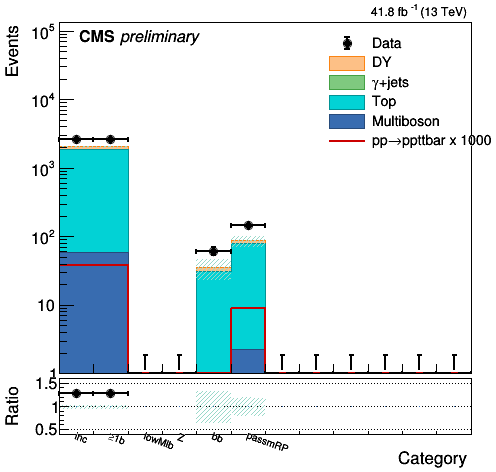 41.8 fb⁻¹ (13 TeV)
CMS preliminary
Events
10⁵
10⁴
10³
10²
10
1
Data
DY
γ+jets
Top
Multiboson
pp→ppttbar x 1000
Ratio
1.5
1
0.5
inc
≥1b
lowMlb
Z
bb
passmRP
Category